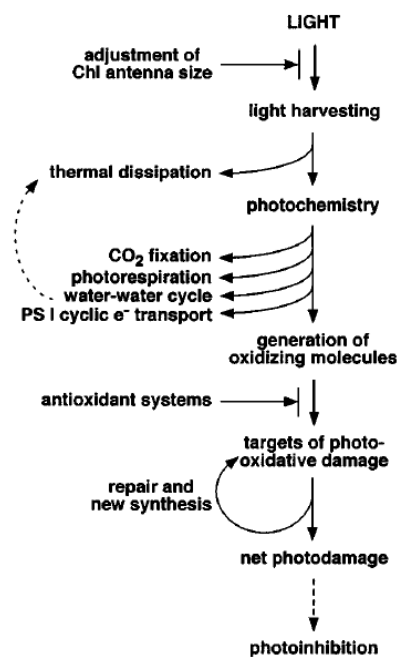 LIGHT
adjustment of
Chl antenna size
light harvesting
thermal dissipation
photochemistry
CO₂ fixation
photorespiration
water-water cycle
PS I cyclic e⁻ transport
generation of
oxidizing molecules
antioxidant systems
targets of photo-
oxidative damage
repair and
new synthesis
net photodamage
photoinhibition